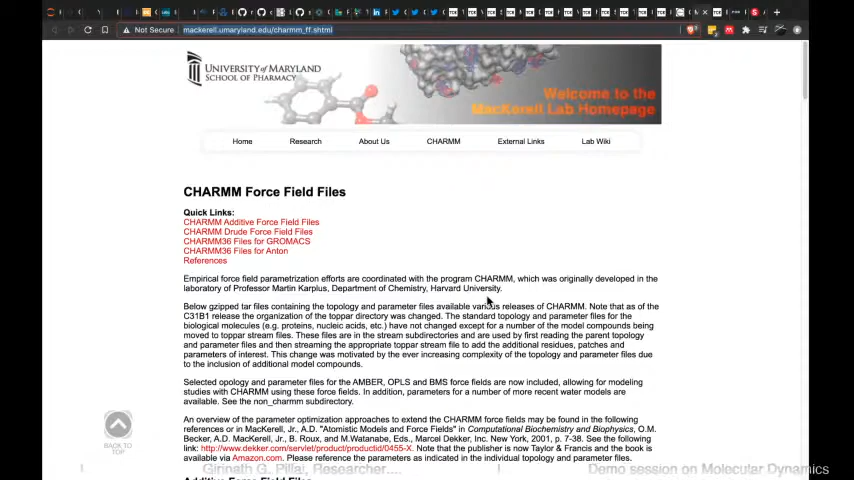 Not Secure
mackerell.umaryland.edu/charmm_ff.shtml
UNIVERSITY of MARYLAND
SCHOOL OF PHARMACY
Welcome to the
MacKerell Lab Homepage
Home Research About Us CHARMM External Links Lab Wiki
CHARMM Force Field Files
Quick Links:
CHARMM Additive Force Field Files
CHARMM Drude Force Field Files
CHARMM36 Files for GROMACS
CHARMM36 Files for Anton
References
Empirical force field parametrization efforts are coordinated with the program CHARMM, which was originally developed in the
laboratory of Professor Martin Karplus, Department of Chemistry, Harvard University.
Below gzipped tar files containing the topology and parameter files available various releases of CHARMM. Note that as of the
C31B1 release the organization of the toppar directory was changed. The standard topology and parameter files for the
biological molecules (e.g. proteins, nucleic acids, etc.) have not changed except for a number of the model compounds being
moved to toppar stream files. These files are in the stream subdirectories and are used by first reading the parent topology
and parameter files and then streaming the appropriate toppar stream file to add the additional residues, patches and
parameters of interest. This change was motivated by the ever increasing complexity of the topology and parameter files due
to the inclusion of additional model compounds.
Selected opology and parameter files for the AMBER, OPLS and BMS force fields are now included, allowing for modeling
studies with CHARMM using these force fields. In addition, parameters for a number of more recent water models are
available. See the non_charmm subdirectory.
An overview of the parameter optimization approaches to extend the CHARMM force fields may be found in the following
references or in MacKerell, Jr., A.D. "Atomistic Models and Force Fields" in Computational Biochemistry and Biophysics, O.M.
Becker, A.D. MacKerell, Jr., B. Roux, and M.Watanabe, Eds., Marcel Dekker, Inc. New York, 2001, p. 7-38. See the following
link: http://www.dekker.com/servlet/product/productid/0455-X. Note that the publisher is now Taylor & Francis and the book is
available via Amazon.com. Please reference the parameters as indicated in the individual topology and parameter files.
BACK TO
TOP
Girinath G. Pillai, Researcher.... | Demo session on Molecular Dynamics